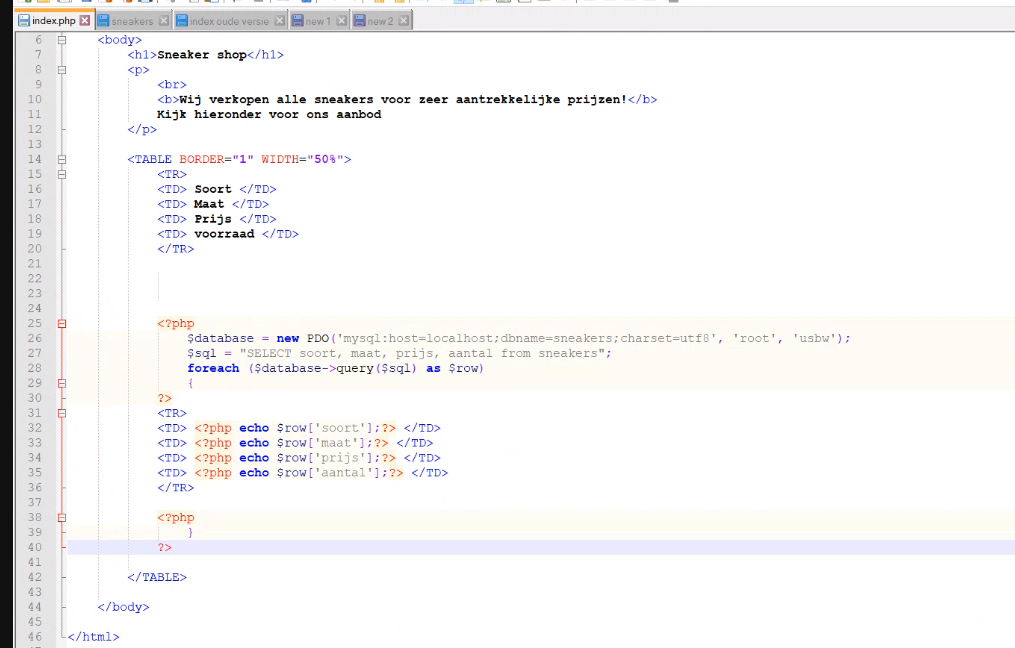 index.php sneakers index oude versie new 1 new 2
6 <body>
7 <h1>Sneaker shop</h1>
8 <p>
9 <br>
10 <b>Wij verkopen alle sneakers voor zeer aantrekkelijke prijzen!</b>
11 Kijk hieronder voor ons aanbod
12 </p>
13
14 <TABLE BORDER="1" WIDTH="50%">
15 <TR>
16 <TD> Soort </TD>
17 <TD> Maat </TD>
18 <TD> Prijs </TD>
19 <TD> voorraad </TD>
20 </TR>
21
22
23
24
25 <?php
26 $database = new PDO('mysql:host=localhost;dbname=sneakers;charset=utf8', 'root', 'usbw');
27 $sql = "SELECT soort, maat, prijs, aantal from sneakers";
28 foreach ($database->query($sql) as $row)
29 {
30 ?>
31 <TR>
32 <TD> <?php echo $row['soort'];?> </TD>
33 <TD> <?php echo $row['maat'];?> </TD>
34 <TD> <?php echo $row['prijs'];?> </TD>
35 <TD> <?php echo $row['aantal'];?> </TD>
36 </TR>
37
38 <?php
39 }
40 ?>
41
42 </TABLE>
43
44 </body>
45
46 </html>